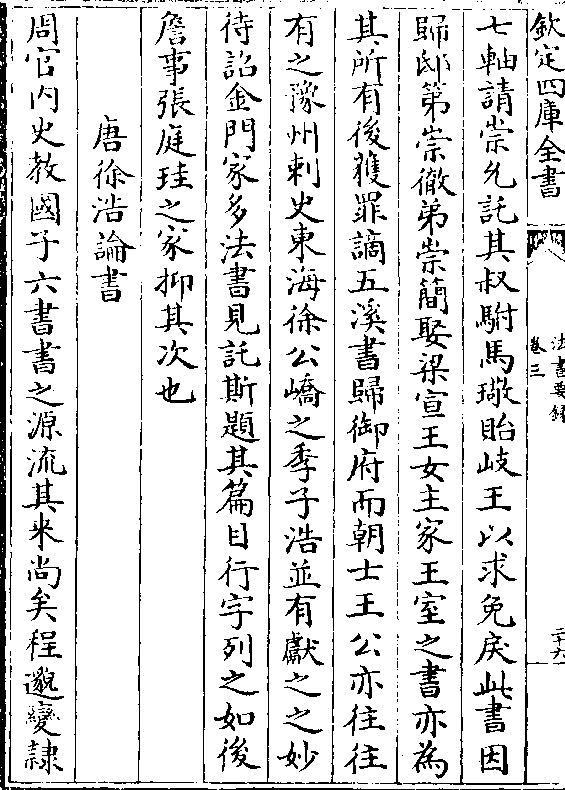 欽定四庫全書
法書要錄
卷三
二十六
七軸請崇允託其叔駙馬璥貽岐王以求免戾此書因
歸邸第崇徹弟崇簡娶梁宣王女主家王室之書亦為
其所有後獲罪謫五溪書歸御府而朝士王公亦往往
有之豫州刺史東海徐公嶠之季子浩並有獻之之妙
待詔金門家多法書見託斯題其篇目行字列之如後
詹事張庭珪之家抑其次也
唐徐浩論書
周官内史教國子六書書之源流其來尚矣程邈變隷